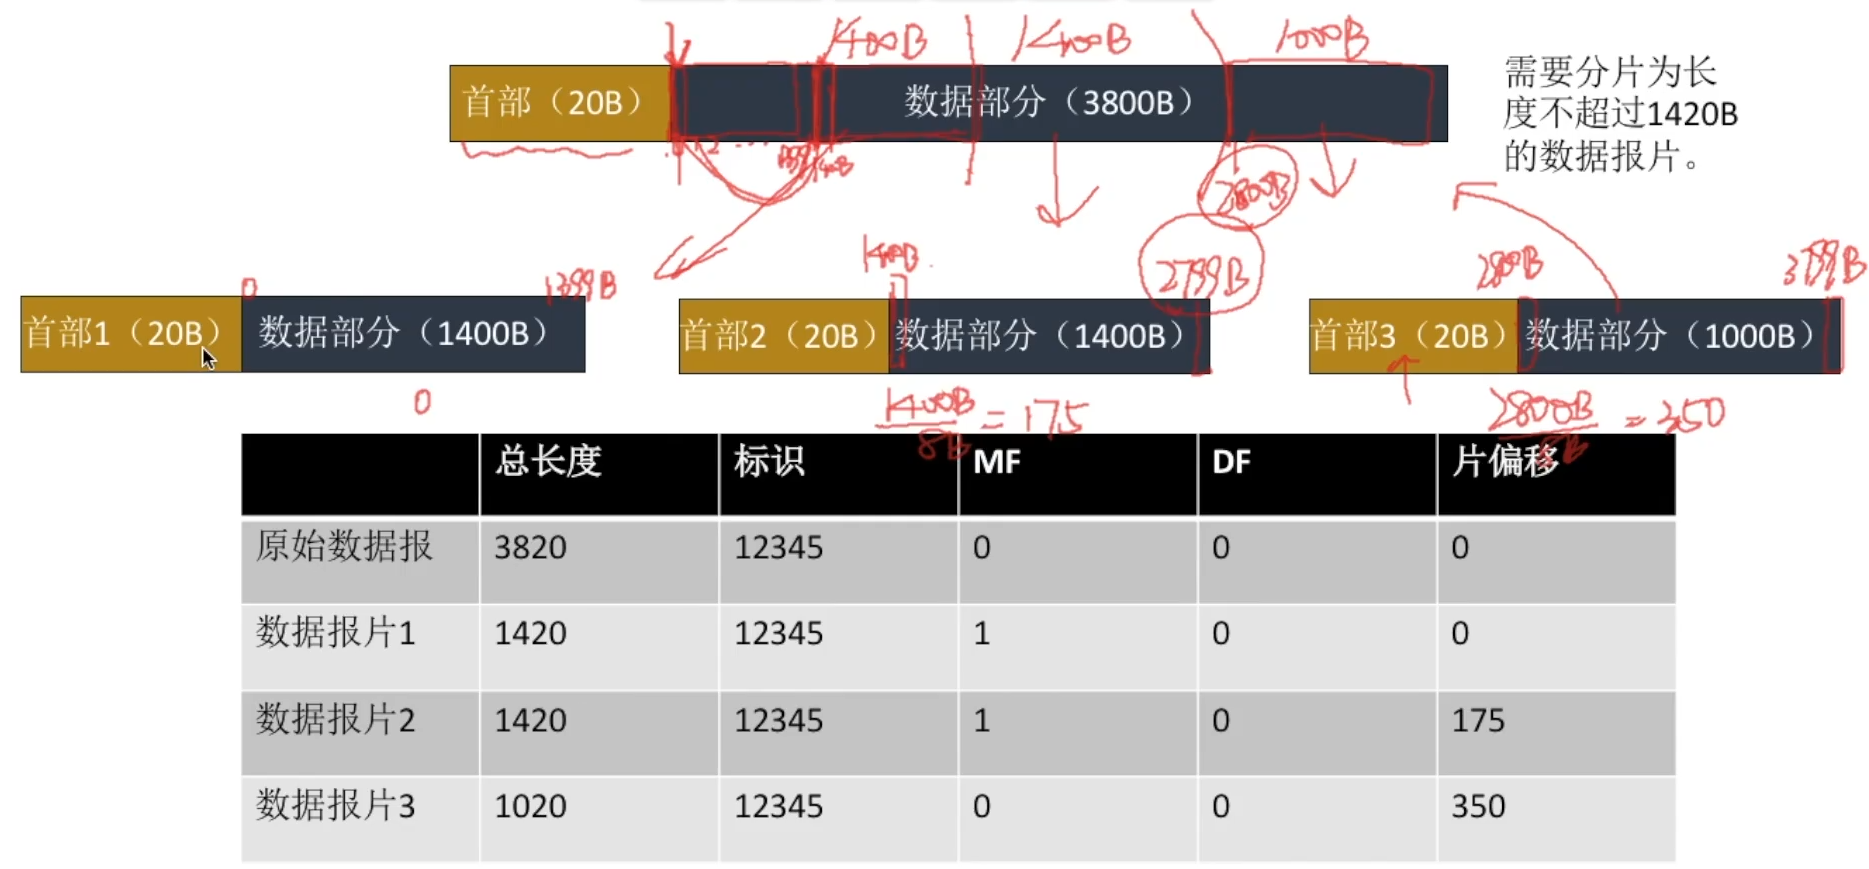 1400B 1400B 1000B
首部（20B） 数据部分（3800B）
需要分片为长
度不超过1420B
的数据报片。
2800B
0 1399B 1400B 2799B 2800B 3799B
首部1（20B） 数据部分（1400B） 首部2（20B） 数据部分（1400B） 首部3（20B） 数据部分（1000B）
0 1400B/8B = 175 2800B/8B = 350
总长度 标识 MF DF 片偏移
原始数据报 3820 12345 0 0 0
数据报片1 1420 12345 1 0 0
数据报片2 1420 12345 1 0 175
数据报片3 1020 12345 0 0 350